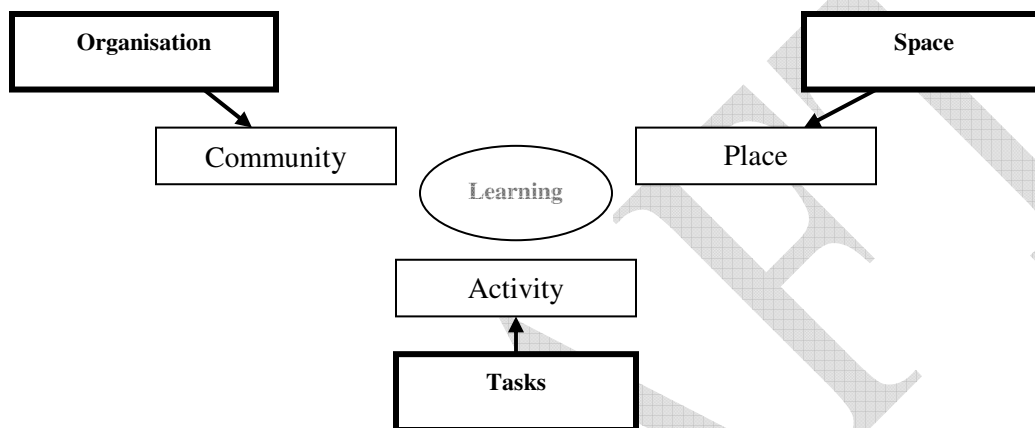 Organisation
Space
Community
Place
Learning
Activity
Tasks